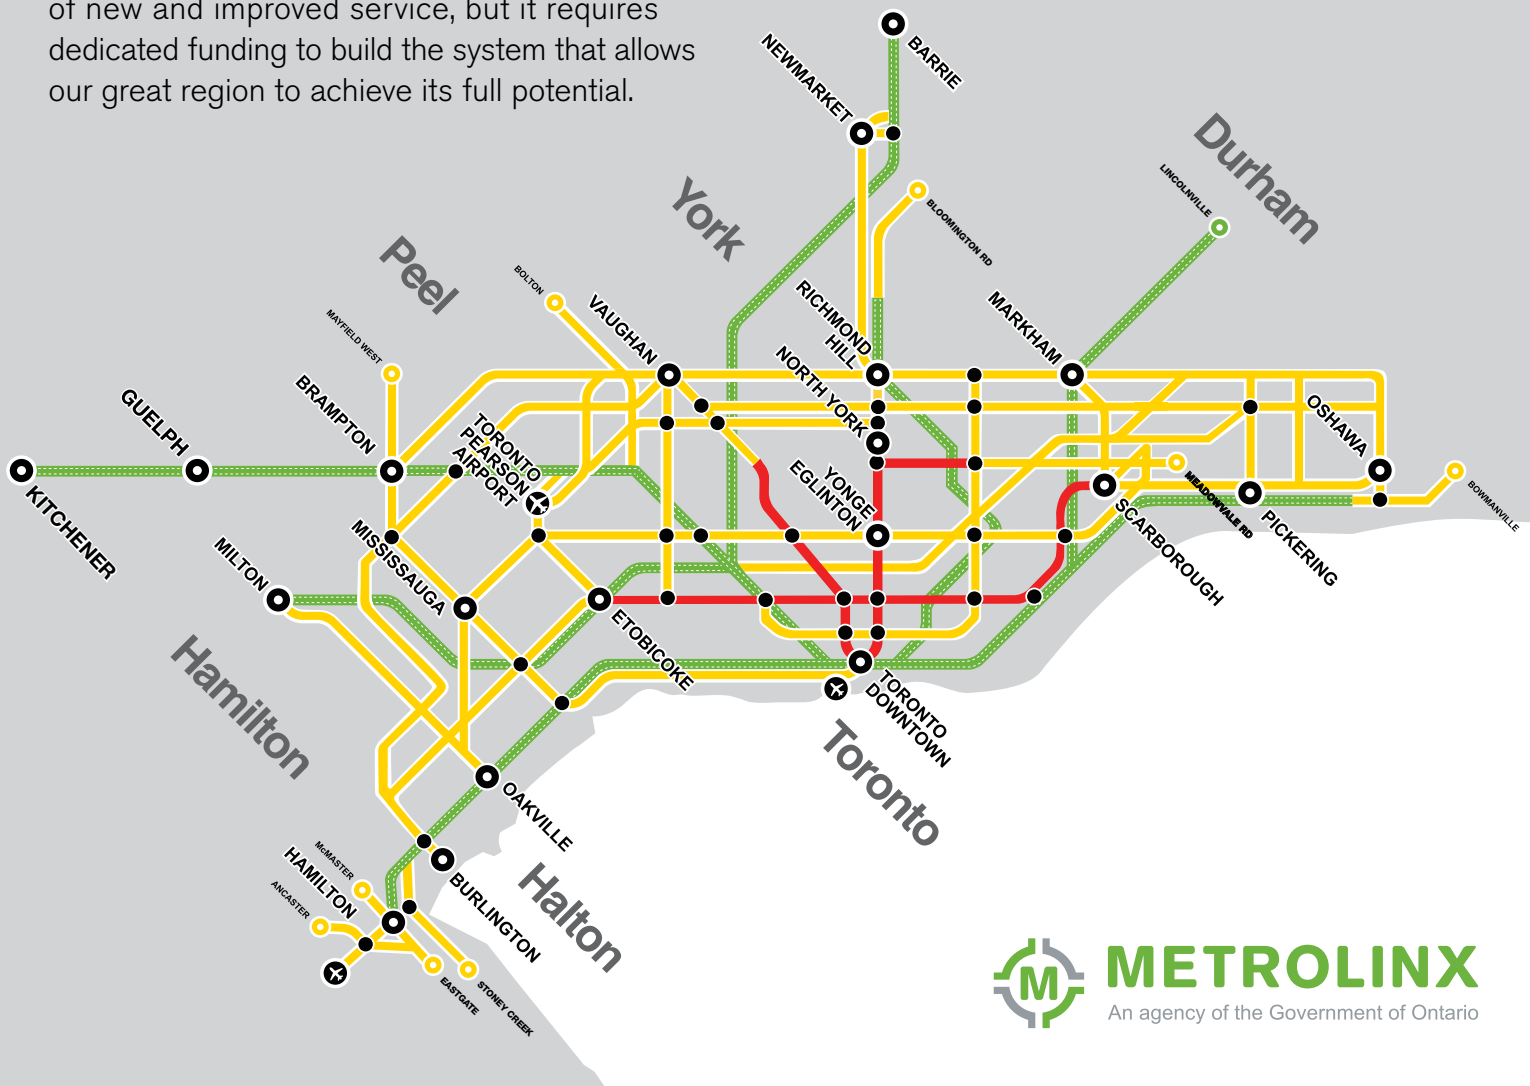 of new and improved service, but it requires
dedicated funding to build the system that allows
our great region to achieve its full potential.
BARRIE
NEWMARKET
Durham
LINCOLNVILLE
York
BLOOMINGTON RD
Peel
BOLTON
VAUGHAN
RICHMOND
HILL
MARKHAM
MAYFIELD WEST
NORTH YORK
BRAMPTON
GUELPH
TORONTO
PEARSON
AIRPORT
YONGE
EGLINTON
OSHAWA
KITCHENER
MEADOWVALE RD
BOWMANVILLE
SCARBOROUGH
PICKERING
MISSISSAUGA
MILTON
ETOBICOKE
Hamilton
TORONTO
DOWNTOWN
Toronto
OAKVILLE
McMASTER
HAMILTON
ANCASTER
BURLINGTON
Halton
EASTGATE
STONEY CREEK
M
METROLINX
An agency of the Government of Ontario